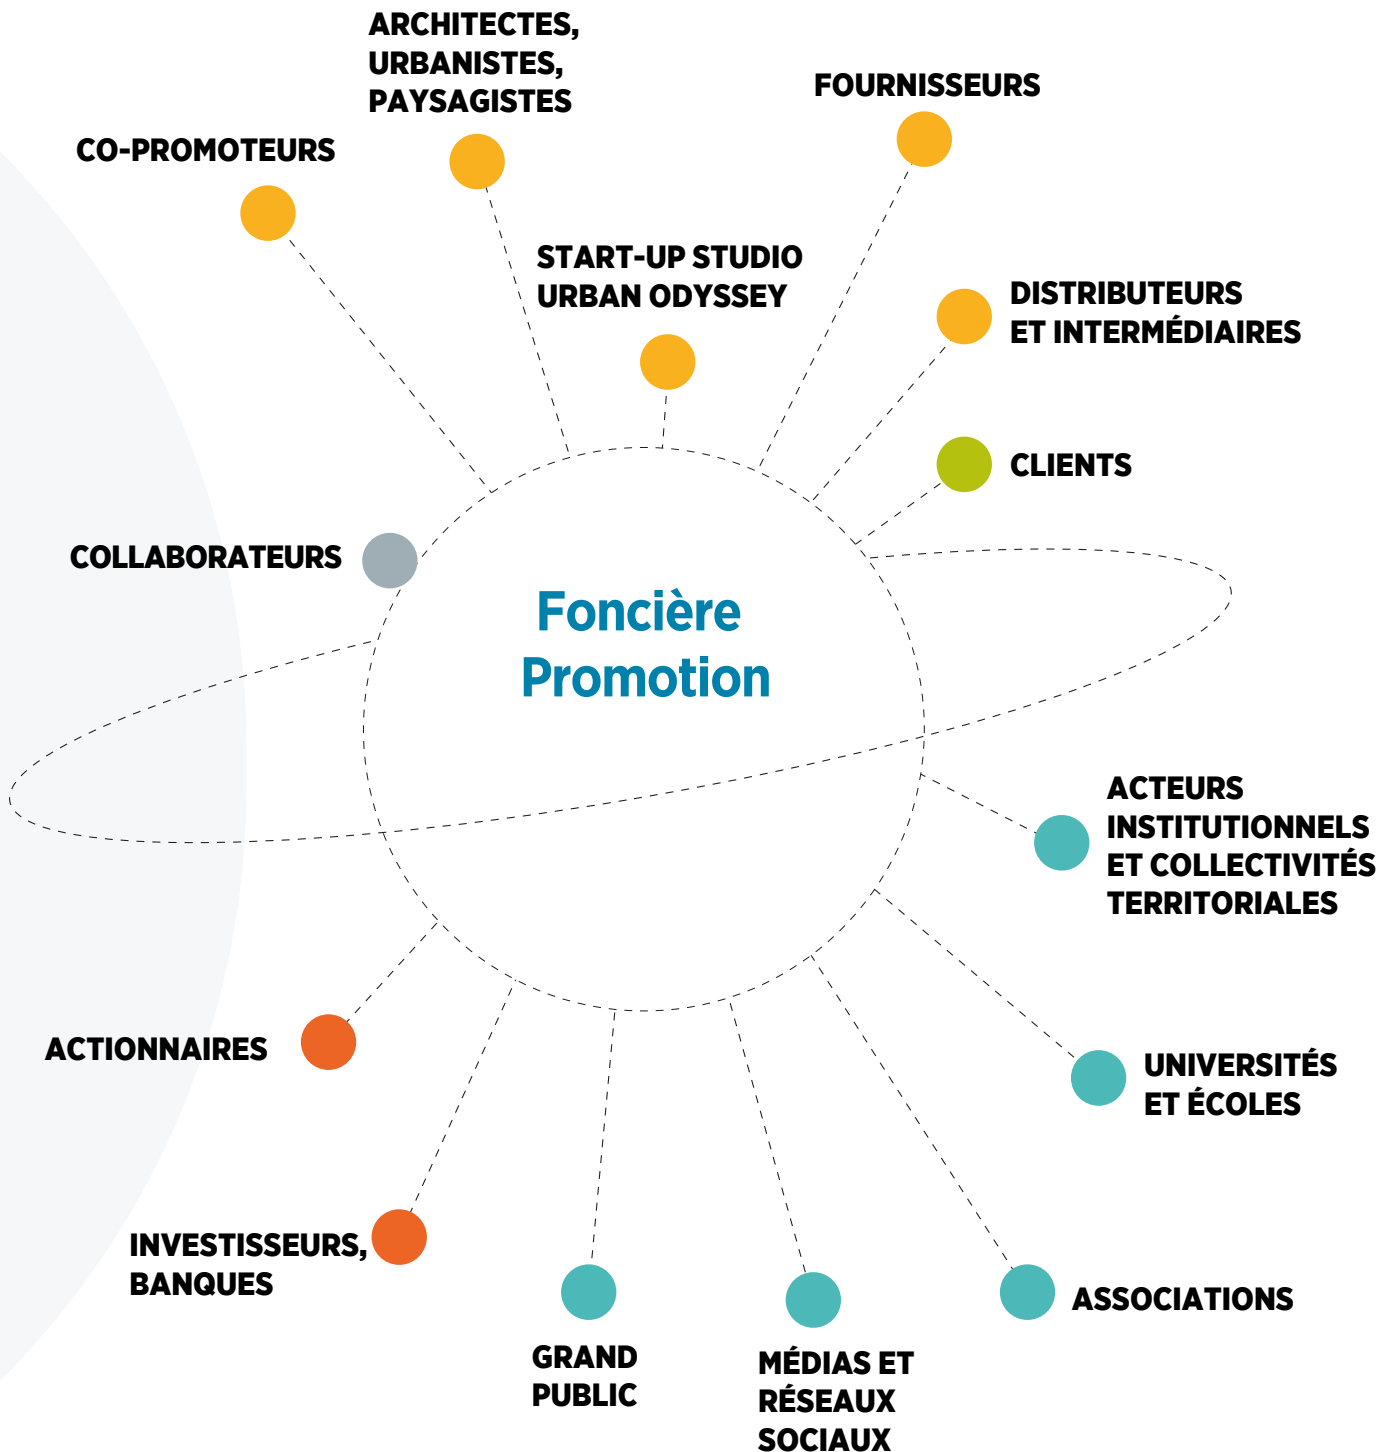 ARCHITECTES,
URBANISTES,
PAYSAGISTES
FOURNISSEURS
CO-PROMOTEURS
START-UP STUDIO
URBAN ODYSSEY
DISTRIBUTEURS
ET INTERMÉDIAIRES
CLIENTS
COLLABORATEURS
Foncière
Promotion
ACTEURS
INSTITUTIONNELS
ET COLLECTIVITÉS
TERRITORIALES
ACTIONNAIRES
UNIVERSITÉS
ET ÉCOLES
INVESTISSEURS,
BANQUES
ASSOCIATIONS
GRAND
PUBLIC
MÉDIAS ET
RÉSEAUX
SOCIAUX